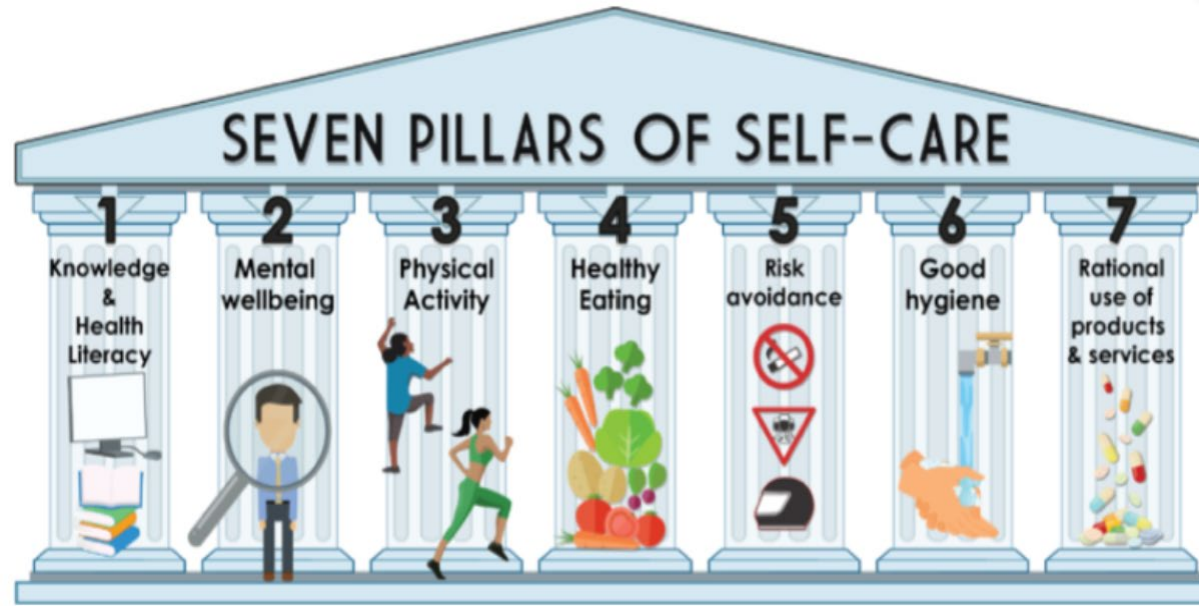 SEVEN PILLARS OF SELF-CARE
1
Knowledge
&
Health
Literacy
2
Mental
wellbeing
3
Physical
Activity
4
Healthy
Eating
5
Risk
avoidance
6
Good
hygiene
7
Rational
use of
products
& services